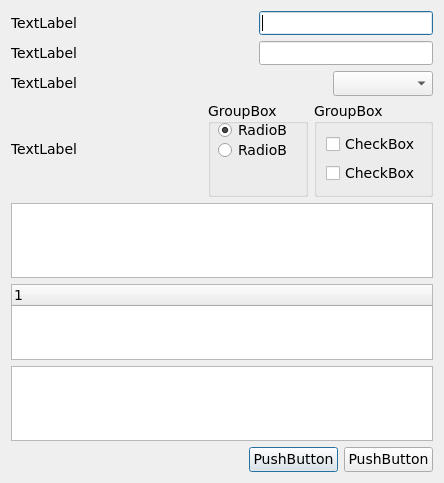 TextLabel
TextLabel
TextLabel
GroupBox GroupBox
RadioB CheckBox
TextLabel RadioB
CheckBox
1
PushButton PushButton